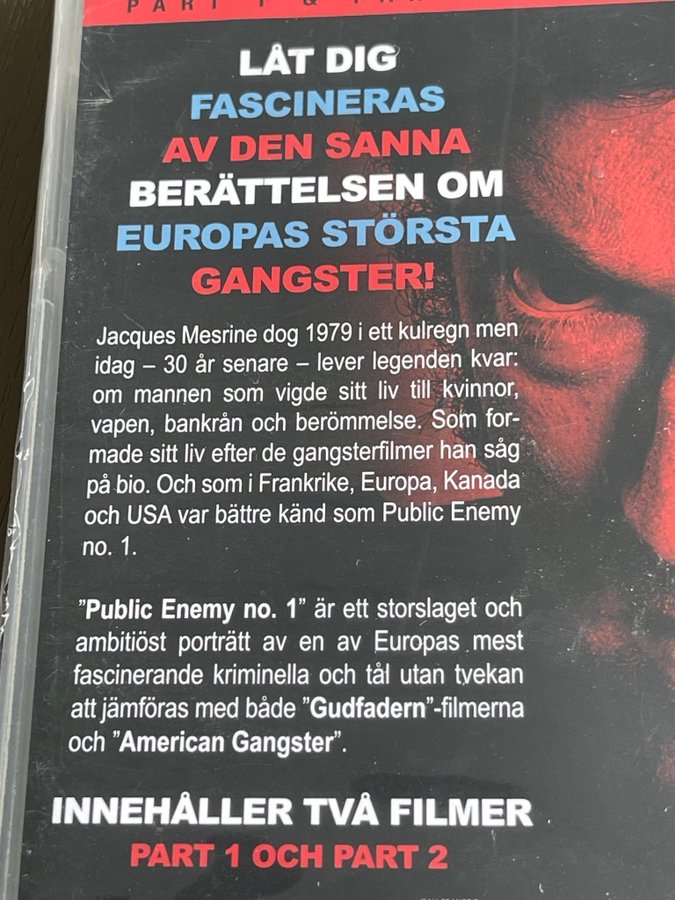 PART 1 & PAR
LÅT DIG
FASCINERAS
AV DEN SANNA
BERÄTTELSEN OM
EUROPAS STÖRSTA
GANGSTER!
Jacques Mesrine dog 1979 i ett kulregn men
idag – 30 år senare – lever legenden kvar:
om mannen som vigde sitt liv till kvinnor,
vapen, bankrån och berömmelse. Som for-
made sitt liv efter de gangsterfilmer han såg
på bio. Och som i Frankrike, Europa, Kanada
och USA var bättre känd som Public Enemy
no. 1.
”Public Enemy no. 1” är ett storslaget och
ambitiöst porträtt av en av Europas mest
fascinerande kriminella och tål utan tvekan
att jämföras med både ”Gudfadern”-filmerna
och ”American Gangster”.
INNEHÅLLER TVÅ FILMER
PART 1 OCH PART 2